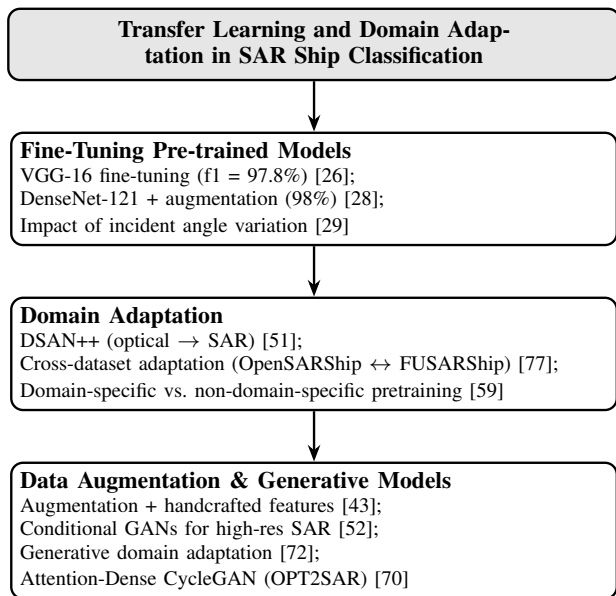 Transfer Learning and Domain Adap-
tation in SAR Ship Classification
Fine-Tuning Pre-trained Models
VGG-16 fine-tuning (f1 = 97.8%) [26];
DenseNet-121 + augmentation (98%) [28];
Impact of incident angle variation [29]
Domain Adaptation
DSAN++ (optical → SAR) [51];
Cross-dataset adaptation (OpenSARShip ↔ FUSARShip) [77];
Domain-specific vs. non-domain-specific pretraining [59]
Data Augmentation & Generative Models
Augmentation + handcrafted features [43];
Conditional GANs for high-res SAR [52];
Generative domain adaptation [72];
Attention-Dense CycleGAN (OPT2SAR) [70]